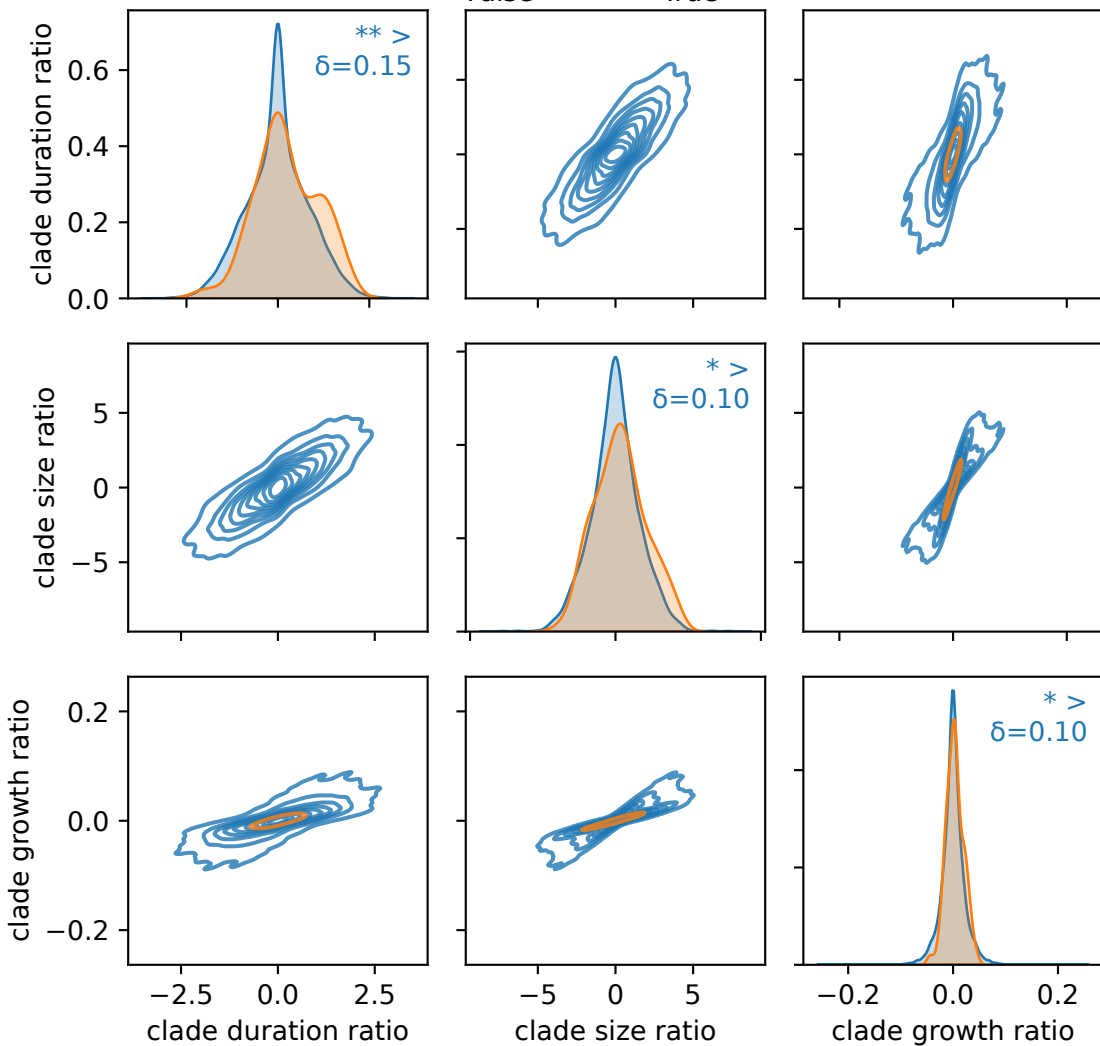 clade duration ratio
0.6
0.4
0.2
0.0
** >
δ=0.15
clade size ratio
5
0
−5
* >
δ=0.10
clade growth ratio
0.2
0.0
−0.2
* >
δ=0.10
−2.5 0.0 2.5
−5 0 5
−0.2 0.0 0.2
clade duration ratio
clade size ratio
clade growth ratio